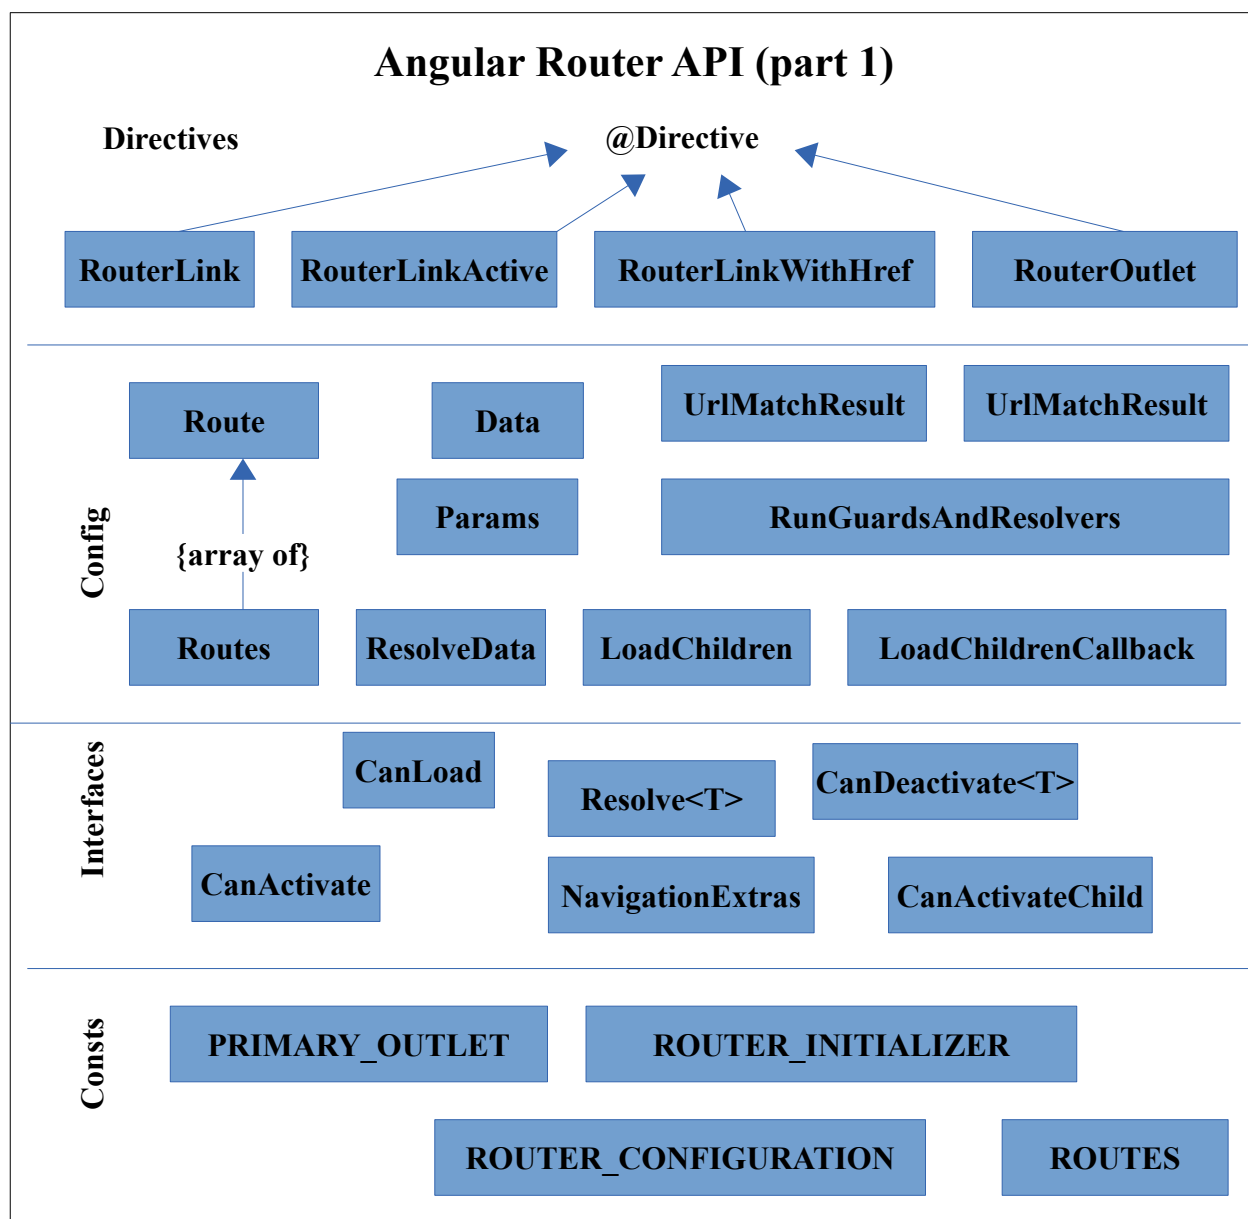 Angular Router API (part 1)
Directives
@Directive
RouterLink
RouterLinkActive
RouterLinkWithHref
RouterOutlet
Config
Route
Data
UrlMatchResult
UrlMatchResult
Params
RunGuardsAndResolvers
{array of}
Routes
ResolveData
LoadChildren
LoadChildrenCallback
Interfaces
CanLoad
Resolve<T>
CanDeactivate<T>
CanActivate
NavigationExtras
CanActivateChild
Consts
PRIMARY_OUTLET
ROUTER_INITIALIZER
ROUTER_CONFIGURATION
ROUTES